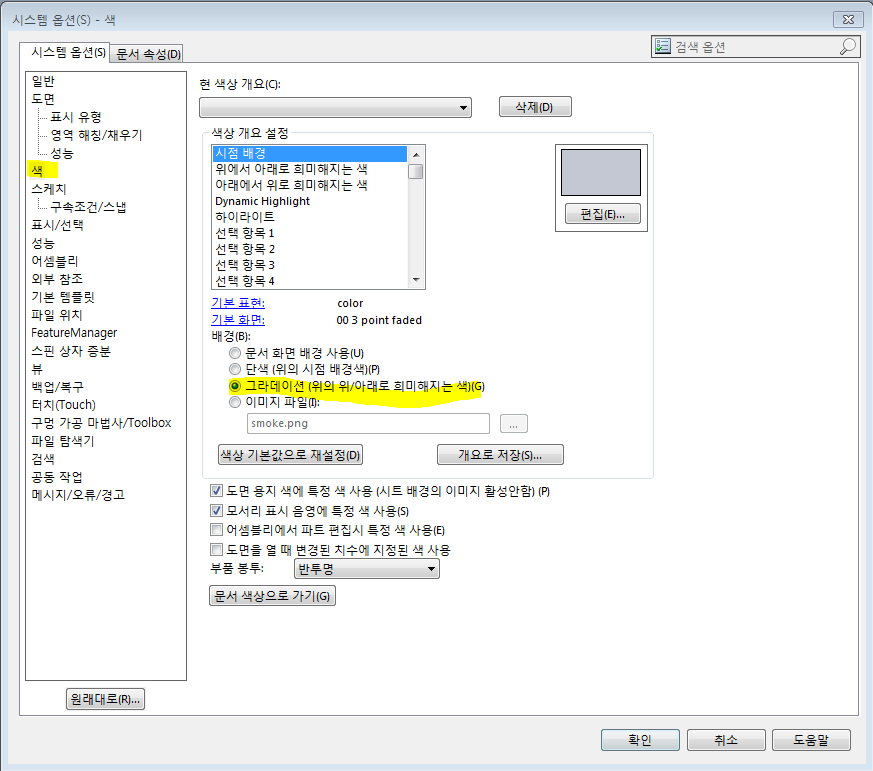 시스템 옵션(S) - 색
시스템 옵션(S)
문서 속성(D)
검색 옵션
일반
도면
표시 유형
영역 해칭/채우기
성능
색
스케치
구속조건/스냅
표시/선택
성능
어셈블리
외부 참조
기본 템플릿
파일 위치
FeatureManager
스핀 상자 증분
뷰
백업/복구
터치(Touch)
구멍 가공 마법사/Toolbox
파일 탐색기
검색
공동 작업
메시지/오류/경고
원래대로(R)...
현 색상 개요(C):
삭제(D)
색상 개요 설정
시점 배경
위에서 아래로 희미해지는 색
아래에서 위로 희미해지는 색
Dynamic Highlight
하이라이트
선택 항목 1
선택 항목 2
선택 항목 3
선택 항목 4
편집(E)...
기본 표현: color
기본 화면: 00 3 point faded
배경(B):
문서 화면 배경 사용(U)
단색 (위의 시점 배경색)(P)
그라데이션 (위의 위/아래로 희미해지는 색)(G)
이미지 파일(I):
smoke.png
...
색상 기본값으로 재설정(D)
개요로 저장(S)...
도면 용지 색에 특정 색 사용 (시트 배경의 이미지 활성안함) (P)
모서리 표시 음영에 특정 색 사용(S)
어셈블리에서 파트 편집시 특정 색 사용(E)
도면을 열 때 변경된 치수에 지정된 색 사용
부품 봉투: 반투명
문서 색상으로 가기(G)
확인
취소
도움말